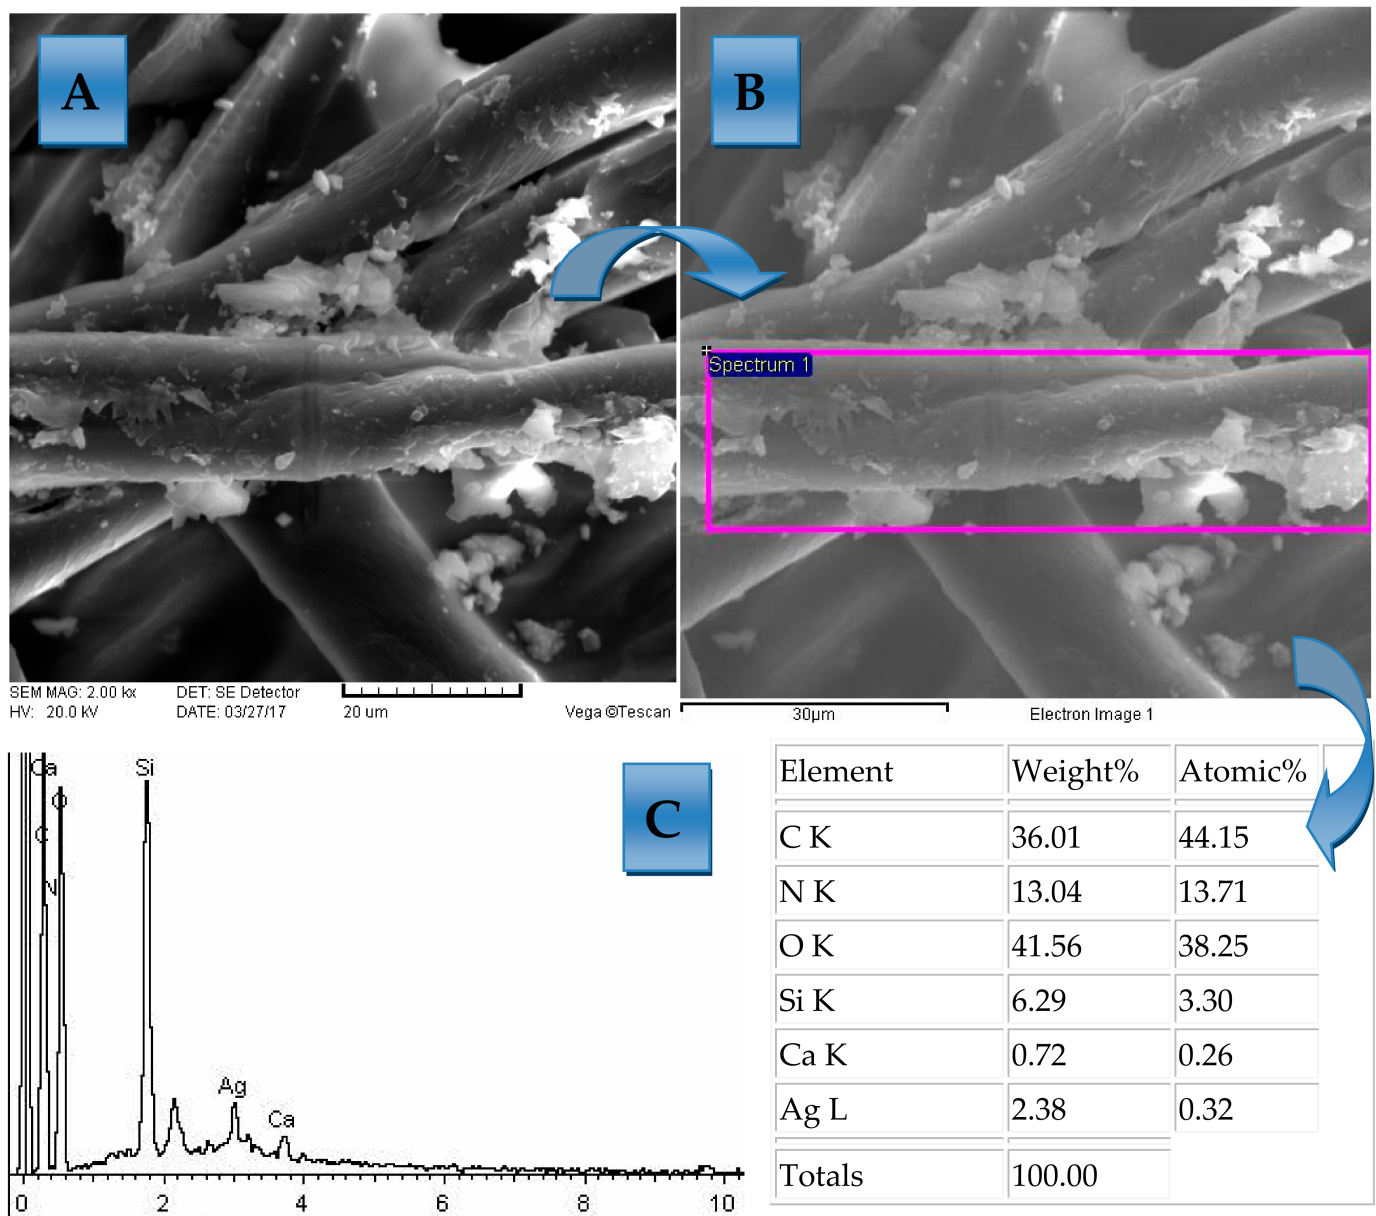 A
B
Spectrum 1
SEM MAG: 2.00 kx DET: SE Detector
HV: 20.0 kV DATE: 03/27/17 20 um Vega ©Tescan
30µm Electron Image 1
C
Ca
O
C
N
Si
Ag
Ca
0 2 4 6 8 10
Element Weight% Atomic%
C K 36.01 44.15
N K 13.04 13.71
O K 41.56 38.25
Si K 6.29 3.30
Ca K 0.72 0.26
Ag L 2.38 0.32
Totals 100.00